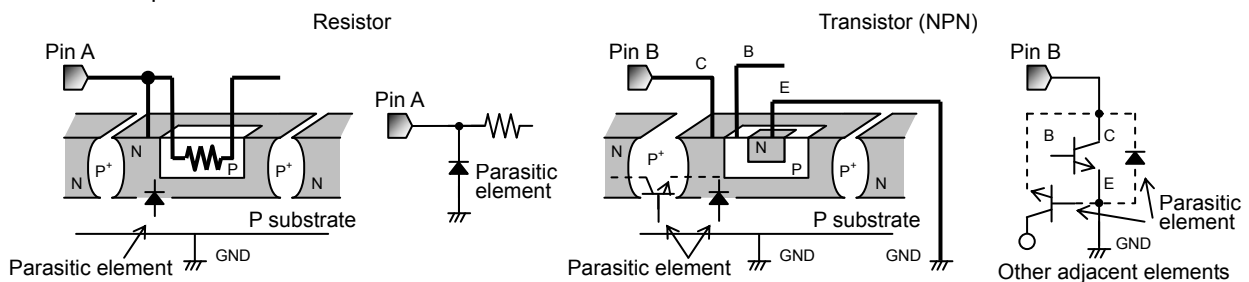 Resistor
Pin A
N
P+
N
P
P+
N
P substrate
GND
Parasitic element
Pin A
Parasitic
element
Transistor (NPN)
Pin B
C
B
E
N
P+
N
P
P+
N
P substrate
GND
GND
Parasitic element
Pin B
B
C
E
Parasitic
element
GND
Other adjacent elements